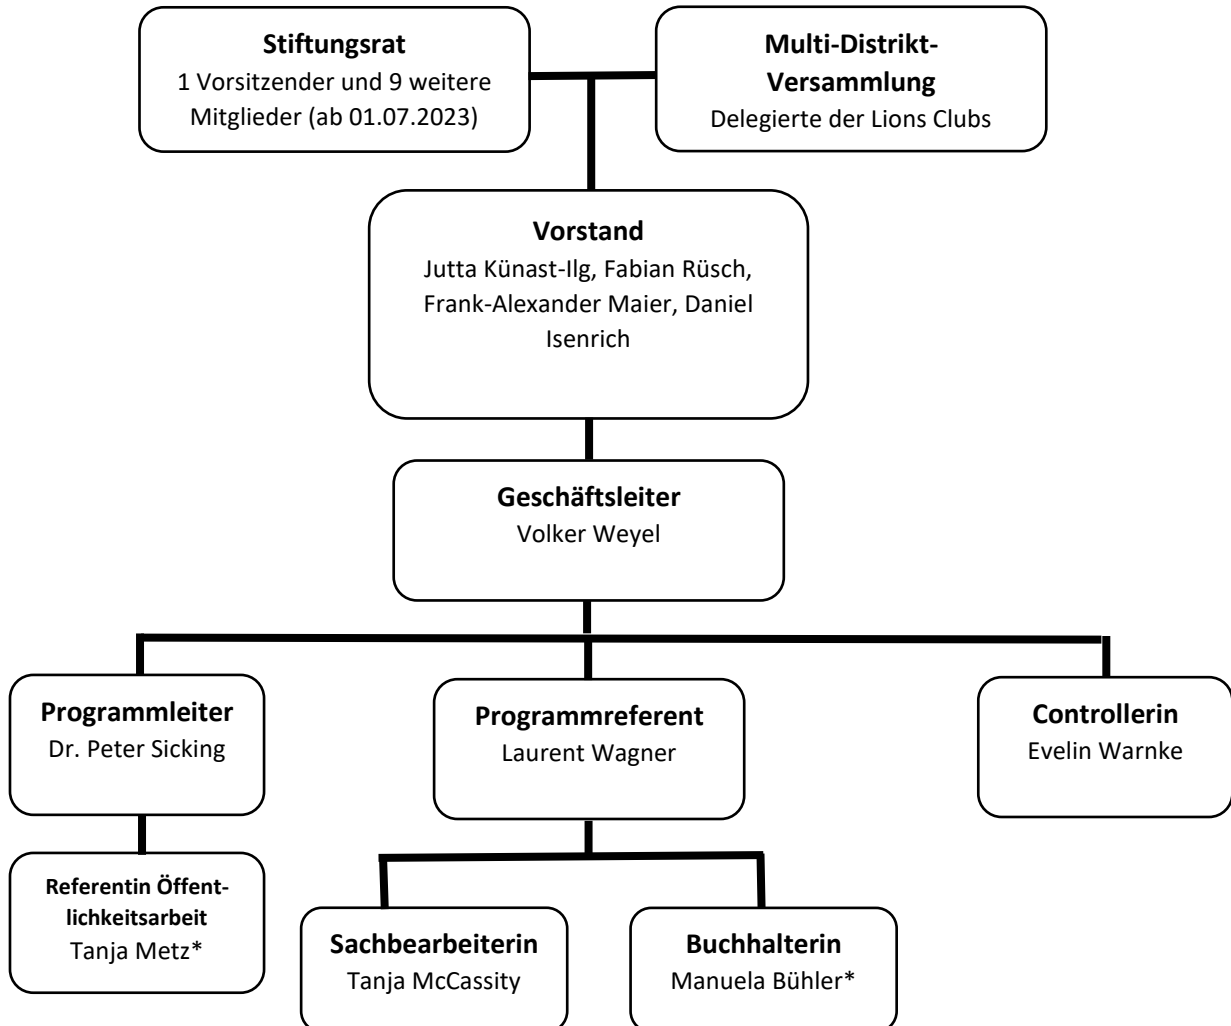 Stiftungsrat
1 Vorsitzender und 9 weitere
Mitglieder (ab 01.07.2023)
Multi-Distrikt-
Versammlung
Delegierte der Lions Clubs
Vorstand
Jutta Künast-Ilg, Fabian Rüsch,
Frank-Alexander Maier, Daniel
Isenrich
Geschäftsleiter
Volker Weyel
Programmleiter
Dr. Peter Sicking
Programmreferent
Laurent Wagner
Controllerin
Evelin Warnke
Referentin Öffent-
lichkeitsarbeit
Tanja Metz*
Sachbearbeiterin
Tanja McCassity
Buchhalterin
Manuela Bühler*